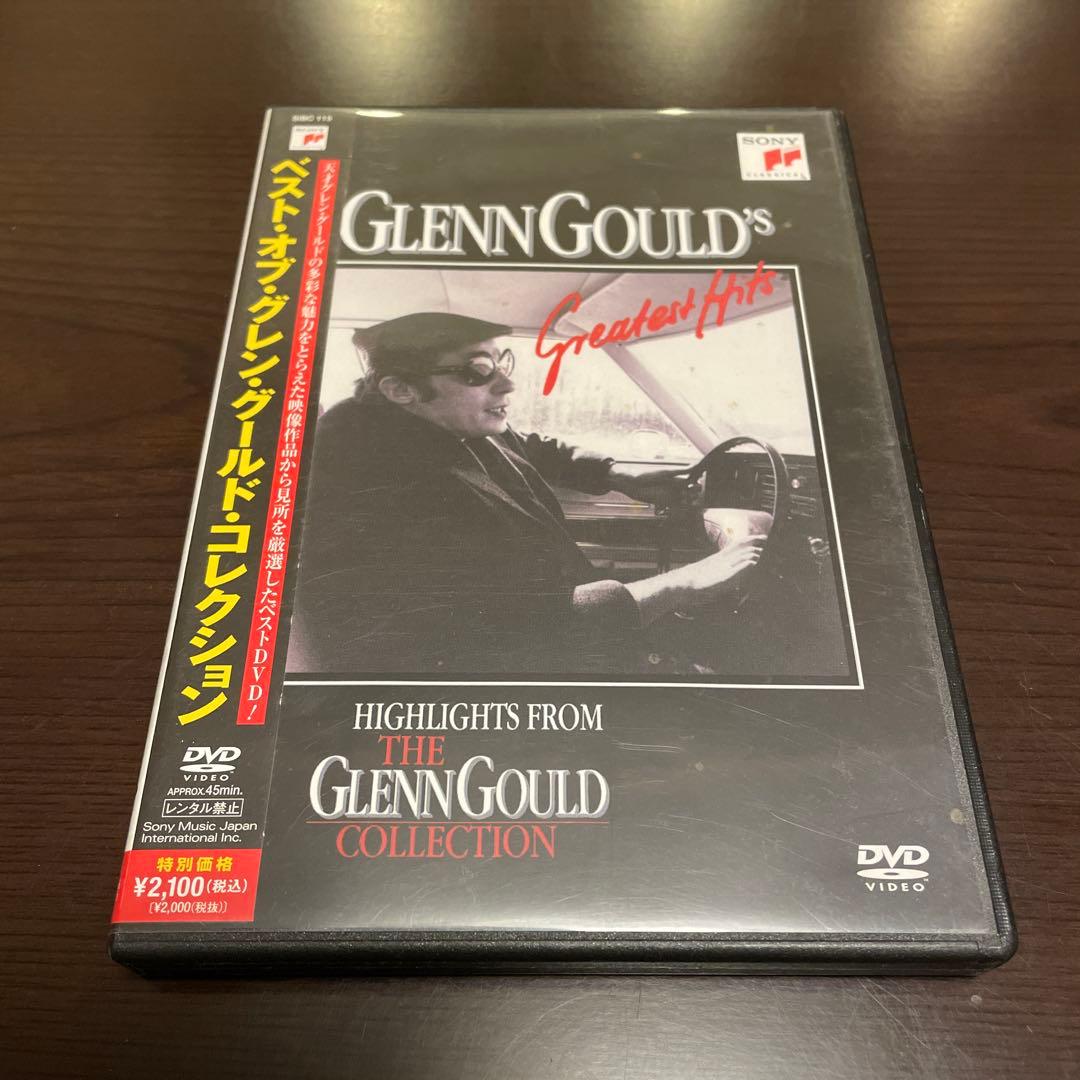 SIBC 115
ベスト・オブ・グレン・グールド・コレクション
天才グレン・グールドの多彩な魅力をとらえた映像作品から見所を厳選したベストDVD!
DVD
VIDEO
APPROX.45min.
レンタル禁止
Sony Music Japan
International Inc.
特別価格
¥2,100(税込)
[¥2,000(税抜)]
SONY
CLASSICAL
GLENN GOULD'S
Greatest Hits
HIGHLIGHTS FROM
THE
GLENN GOULD
COLLECTION
DVD
VIDEO